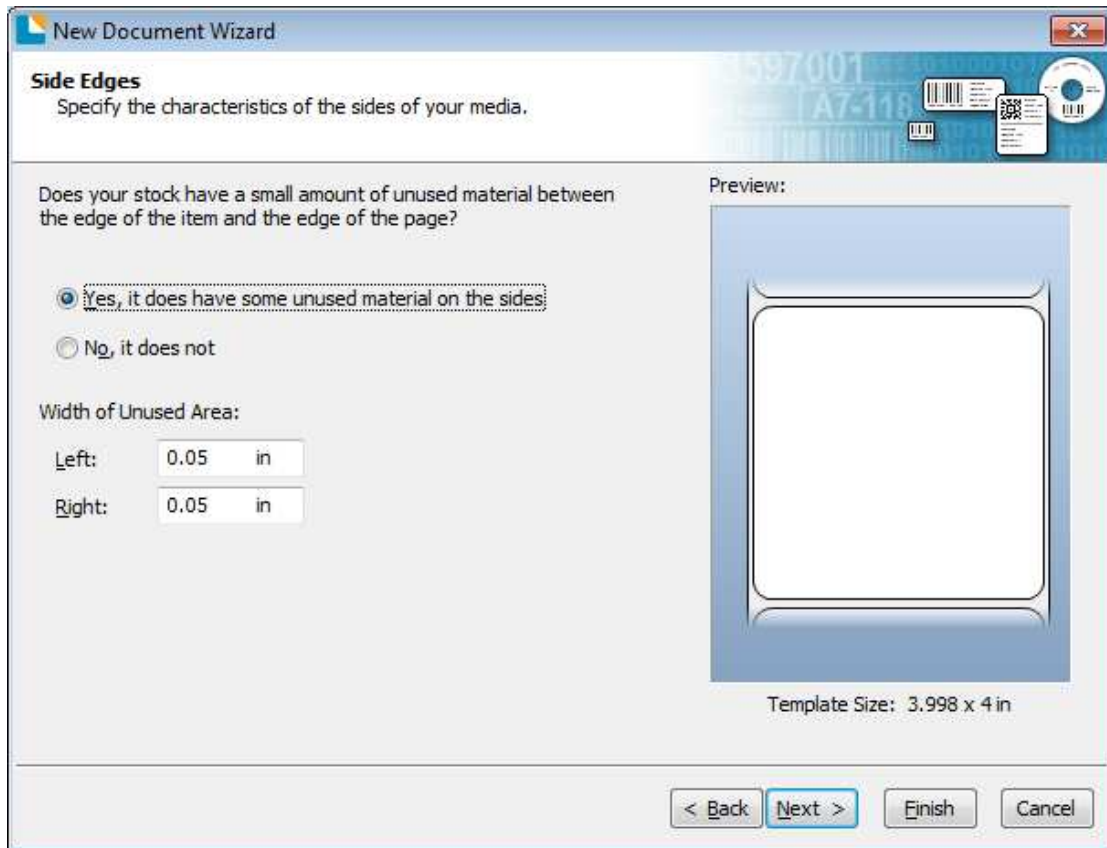 New Document Wizard
Side Edges
Specify the characteristics of the sides of your media.
1597001
A7-118
Does your stock have a small amount of unused material between
the edge of the item and the edge of the page?
Preview:
Yes, it does have some unused material on the sides
No, it does not
Width of Unused Area:
Left: 0.05 in
Right: 0.05 in
Template Size: 3.998 x 4 in
< Back Next > Finish Cancel